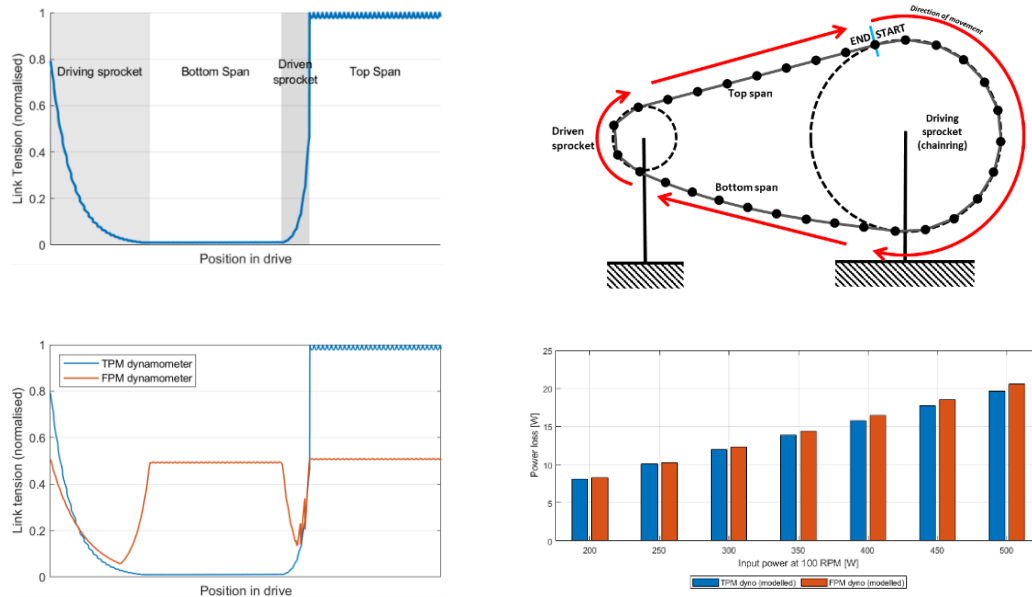 1
0.8
0.6
0.4
0.2
0
Link Tension (normalised)
Driving sprocket
Bottom Span
Driven
sprocket
Top Span
Position in drive
Direction of movement
END
START
Top span
Driven
sprocket
Driving
sprocket
(chainring)
Bottom span
1
0.8
0.6
0.4
0.2
0
Link tension (normalised)
TPM dynamometer
FPM dynamometer
Position in drive
25
20
15
10
5
0
Power loss [W]
200 250 300 350 400 450 500
Input power at 100 RPM [W]
TPM dyno (modelled) FPM dyno (modelled)